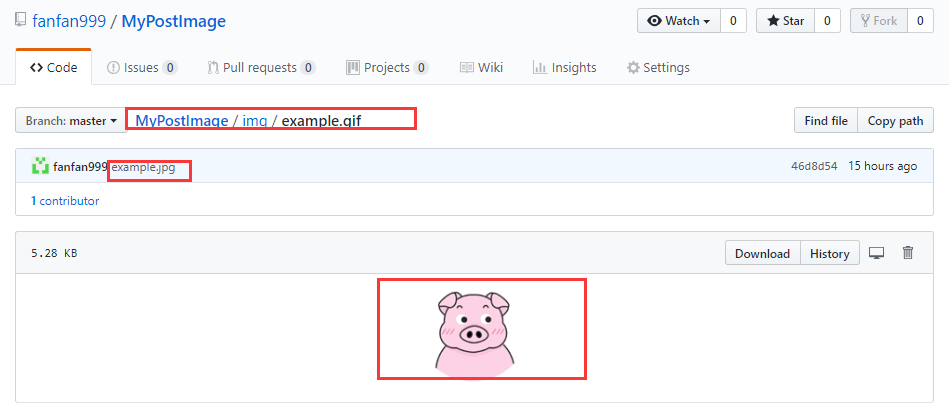 fanfan999 / MyPostImage Watch 0 Star 0 Fork 0
Code Issues 0 Pull requests 0 Projects 0 Wiki Insights Settings
Branch: master MyPostImage / img / example.gif Find file Copy path
fanfan999 example.jpg 46d8d54 15 hours ago
1 contributor
5.28 KB Download History